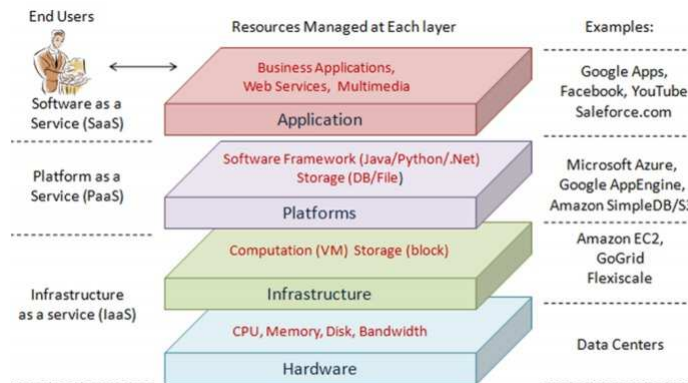 End Users
Resources Managed at Each layer
Examples:
Software as a
Service (SaaS)
Business Applications,
Web Services, Multimedia
Application
Google Apps,
Facebook, YouTube
Saleforce.com
Platform as a
Service (PaaS)
Software Framework (Java/Python/.Net)
Storage (DB/File)
Platforms
Microsoft Azure,
Google AppEngine,
Amazon SimpleDB/S3
Infrastructure
as a service (IaaS)
Computation (VM) Storage (block)
Infrastructure
Amazon EC2,
GoGrid
Flexiscale
CPU, Memory, Disk, Bandwidth
Hardware
Data Centers